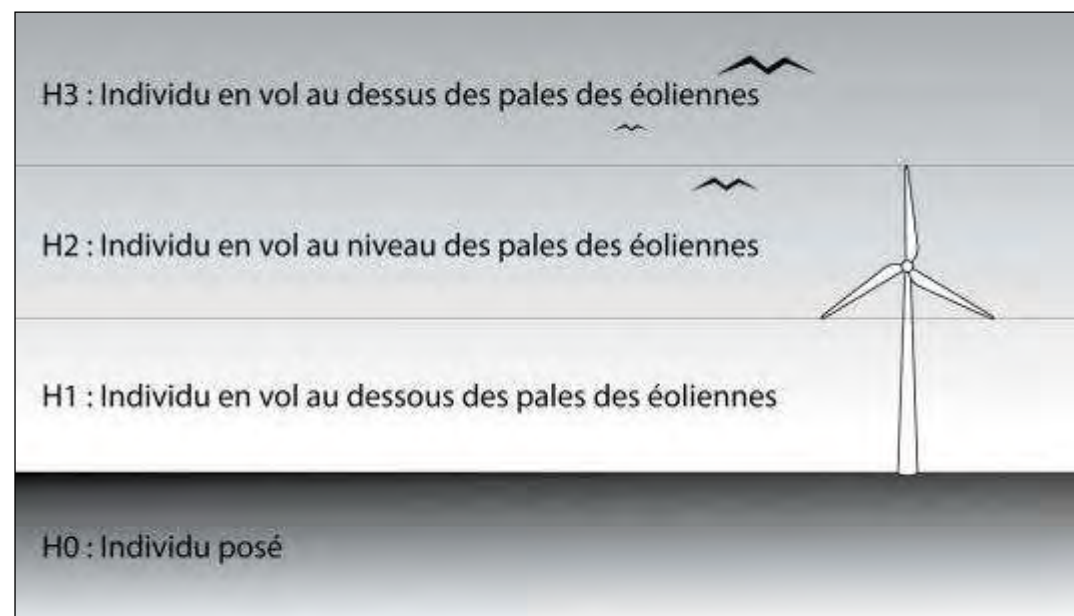 H3 : Individu en vol au dessus des pales des éoliennes
H2 : Individu en vol au niveau des pales des éoliennes
H1 : Individu en vol au dessous des pales des éoliennes
H0 : Individu posé